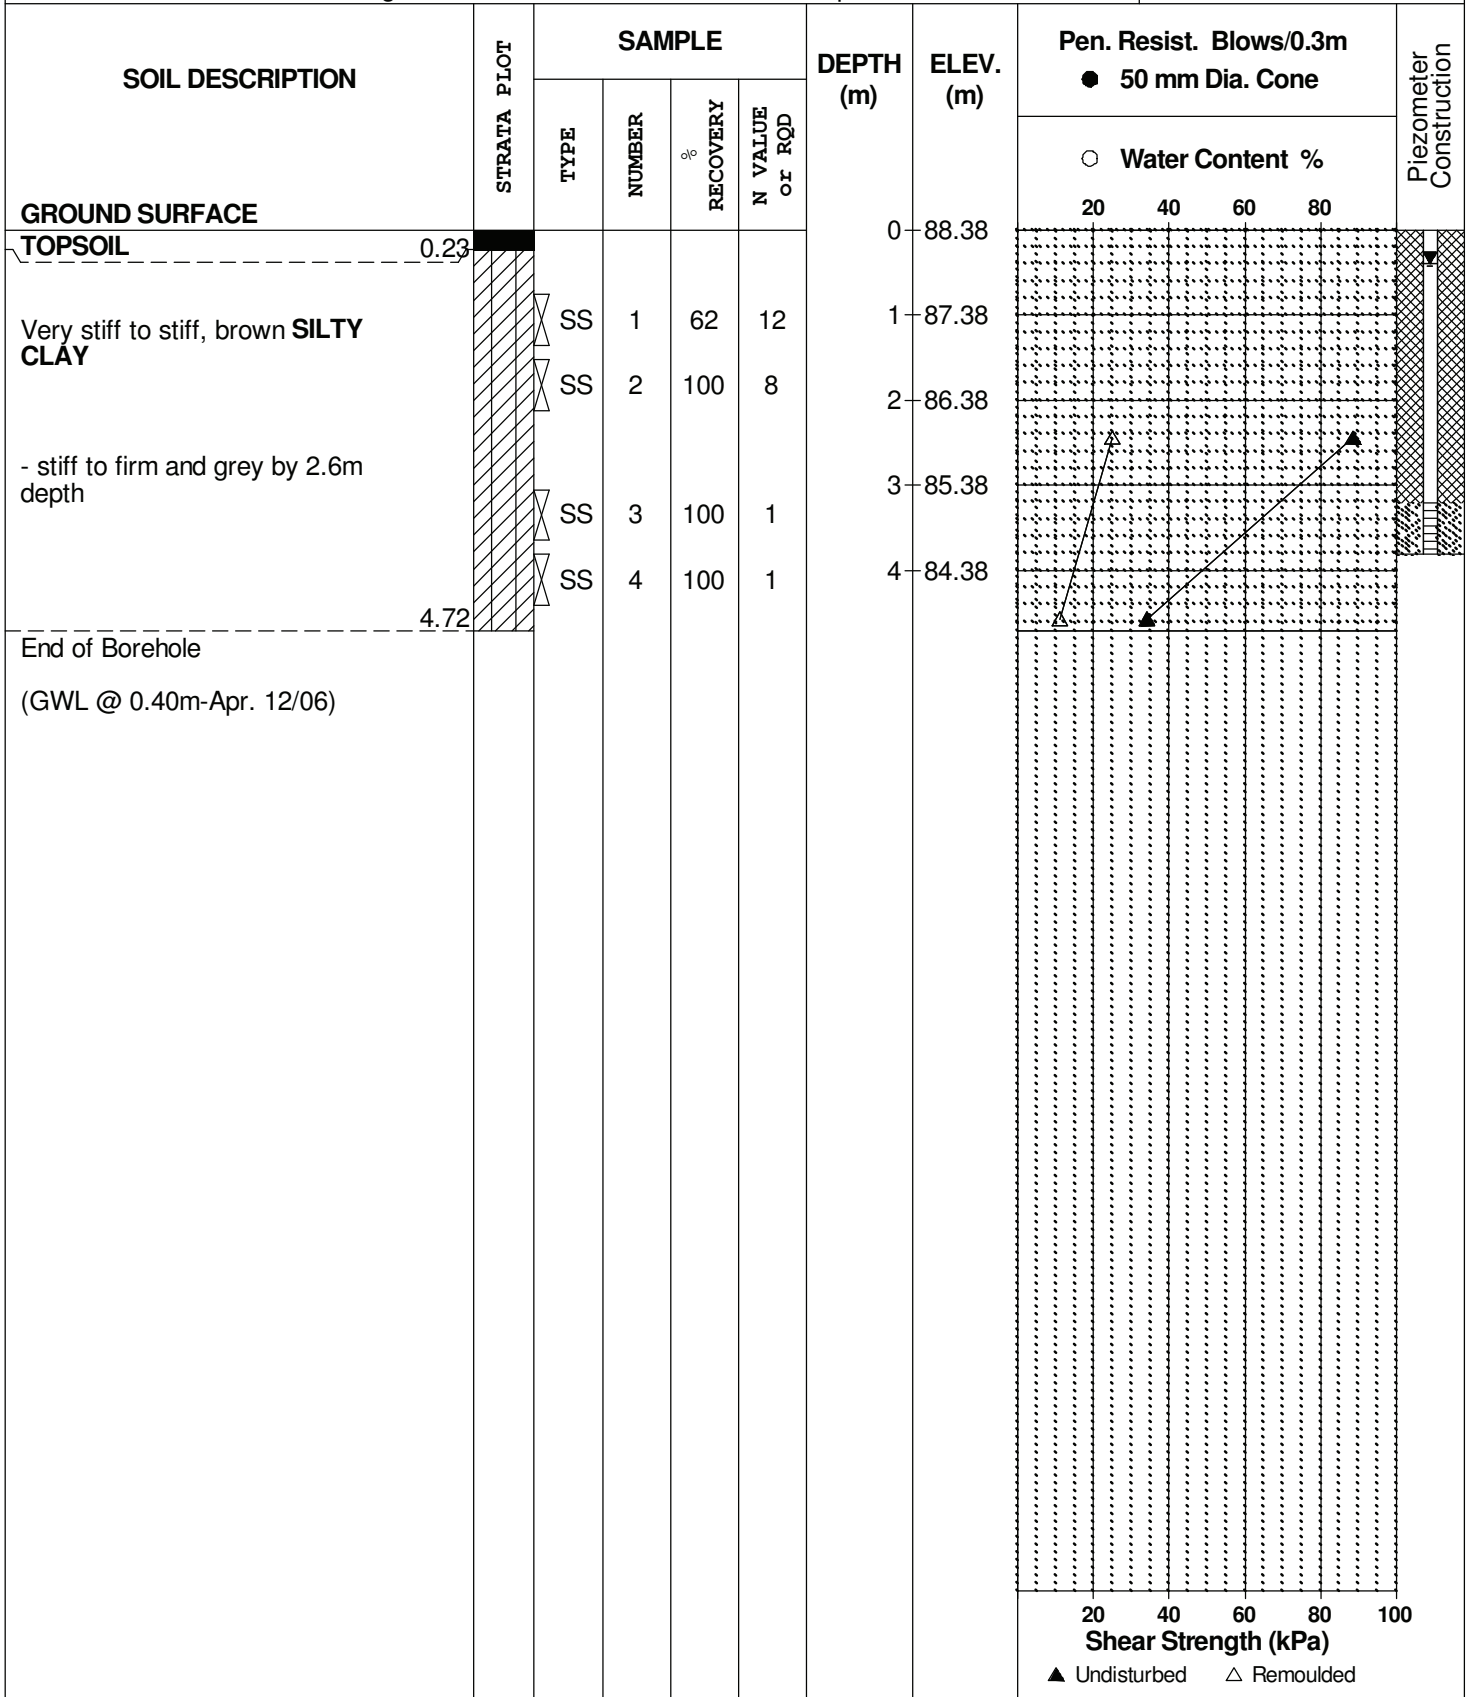 SOIL DESCRIPTION
GROUND SURFACE
STRATA PLOT
SAMPLE
TYPE
NUMBER
%
RECOVERY
N VALUE
or RQD
DEPTH
(m)
ELEV.
(m)
Pen. Resist. Blows/0.3m
● 50 mm Dia. Cone
○ Water Content %
20 40 60 80
Piezometer
Construction
TOPSOIL 0.23
0 88.38
Very stiff to stiff, brown SILTY
CLAY
SS 1 62 12
1 87.38
SS 2 100 8
2 86.38
- stiff to firm and grey by 2.6m
depth
3 85.38
SS 3 100 1
4 84.38
SS 4 100 1
4.72
End of Borehole
(GWL @ 0.40m-Apr. 12/06)
20 40 60 80 100
Shear Strength (kPa)
▲ Undisturbed △ Remoulded